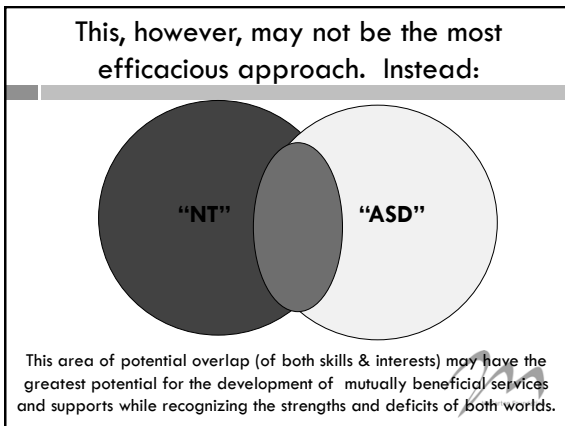 This, however, may not be the most
efficacious approach. Instead:
“NT” “ASD”
This area of potential overlap (of both skills & interests) may have the
greatest potential for the development of mutually beneficial services
and supports while recognizing the strengths and deficits of both worlds.